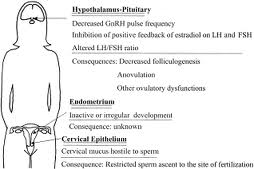 Hypothalamus-Pituitary
Decreased GnRH pulse frequency
Inhibition of positive feedback of estradiol on LH and FSH
Altered LH/FSH ratio
Consequences: Decreased folliculogenesis
Anovulation
Other ovulatory dysfunctions
Endometrium
Inactive or irregular development
Consequence: unknown
Cervical Epithelium
Cervical mucus hostile to sperm
Consequence: Restricted sperm ascent to the site of fertilization